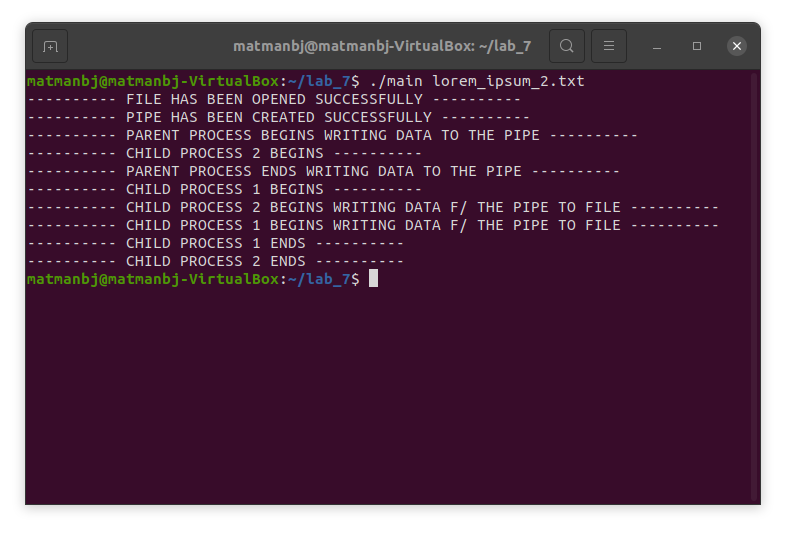 matmanbj@matmanbj-VirtualBox: ~/lab_7
matmanbj@matmanbj-VirtualBox:~/lab_7$ ./main lorem_ipsum_2.txt
---------- FILE HAS BEEN OPENED SUCCESSFULLY ----------
---------- PIPE HAS BEEN CREATED SUCCESSFULLY ----------
---------- PARENT PROCESS BEGINS WRITING DATA TO THE PIPE ----------
---------- CHILD PROCESS 2 BEGINS ----------
---------- PARENT PROCESS ENDS WRITING DATA TO THE PIPE ----------
---------- CHILD PROCESS 1 BEGINS ----------
---------- CHILD PROCESS 2 BEGINS WRITING DATA F/ THE PIPE TO FILE ----------
---------- CHILD PROCESS 1 BEGINS WRITING DATA F/ THE PIPE TO FILE ----------
---------- CHILD PROCESS 1 ENDS ----------
---------- CHILD PROCESS 2 ENDS ----------
matmanbj@matmanbj-VirtualBox:~/lab_7$